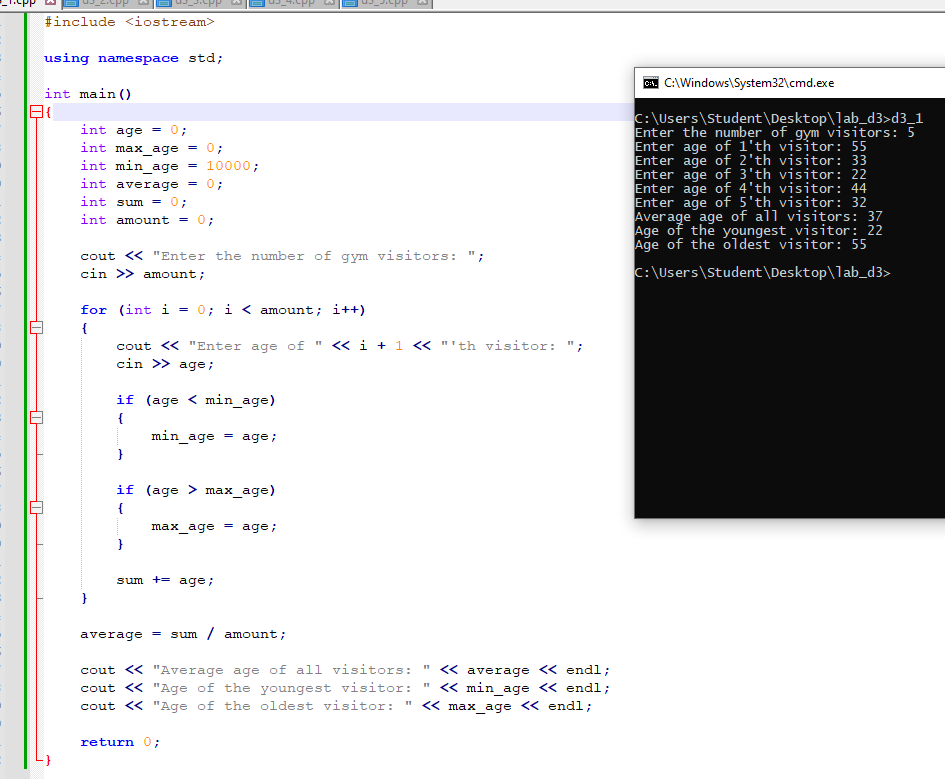 _1.cpp d3_2.cpp d3_3.cpp d3_4.cpp d3_5.cpp
#include <iostream>
using namespace std;
int main()
{
int age = 0;
int max_age = 0;
int min_age = 10000;
int average = 0;
int sum = 0;
int amount = 0;
cout << "Enter the number of gym visitors: ";
cin >> amount;
for (int i = 0; i < amount; i++)
{
cout << "Enter age of " << i + 1 << "'th visitor: ";
cin >> age;
if (age < min_age)
{
min_age = age;
}
if (age > max_age)
{
max_age = age;
}
sum += age;
}
average = sum / amount;
cout << "Average age of all visitors: " << average << endl;
cout << "Age of the youngest visitor: " << min_age << endl;
cout << "Age of the oldest visitor: " << max_age << endl;
return 0;
}
C:\Windows\System32\cmd.exe
C:\Users\Student\Desktop\lab_d3>d3_1
Enter the number of gym visitors: 5
Enter age of 1'th visitor: 55
Enter age of 2'th visitor: 33
Enter age of 3'th visitor: 22
Enter age of 4'th visitor: 44
Enter age of 5'th visitor: 32
Average age of all visitors: 37
Age of the youngest visitor: 22
Age of the oldest visitor: 55
C:\Users\Student\Desktop\lab_d3>